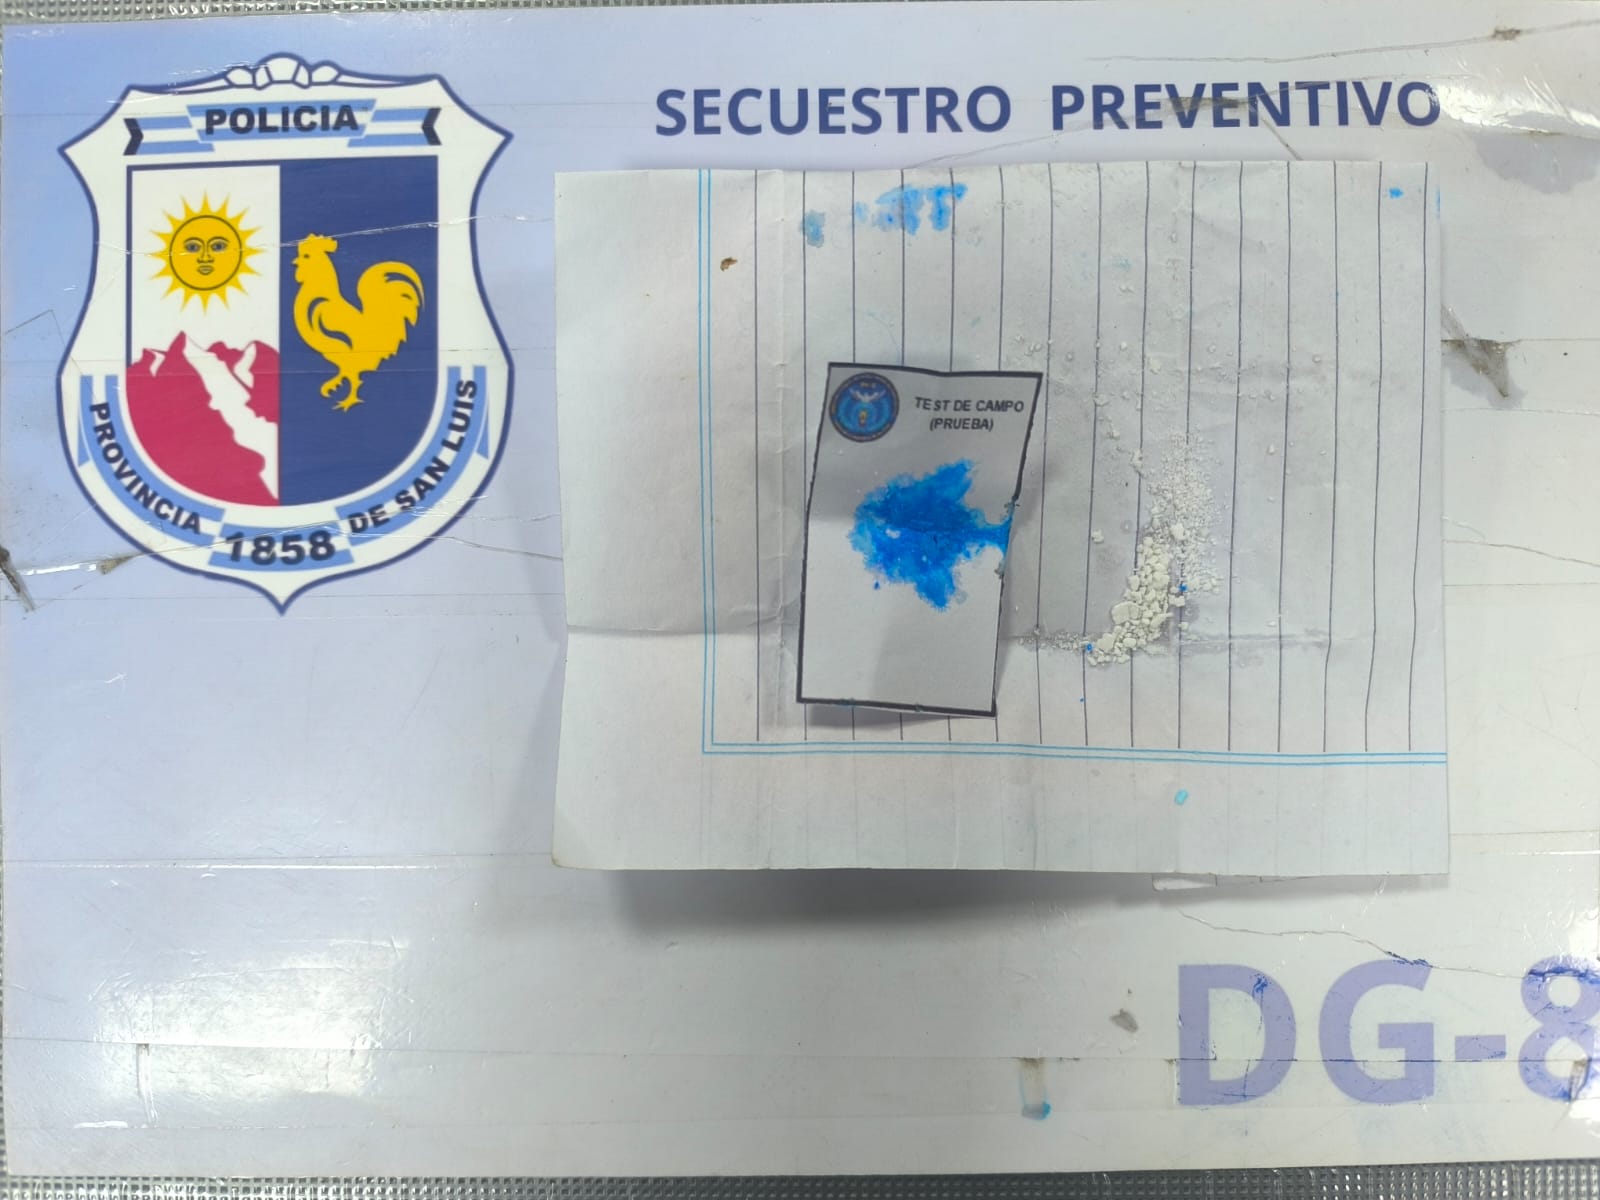 POLICIA
SECUESTRO PREVENTIVO
PROVINCIA DE SAN LUIS
1858
TEST DE CAMPO
(PRUEBA)
DG-8